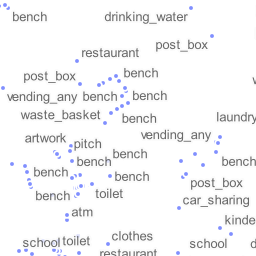 bench
drinking_water
post_box
restaurant
bench
post_box
vending_any bench
bench
waste_basket
bench
laundry
vending_any
artwork
pitch
bench
bench
bench
bench
bench
post_box
toilet
bench
car_sharing
atm
kinde
clothes
school toilet
school
restaurant